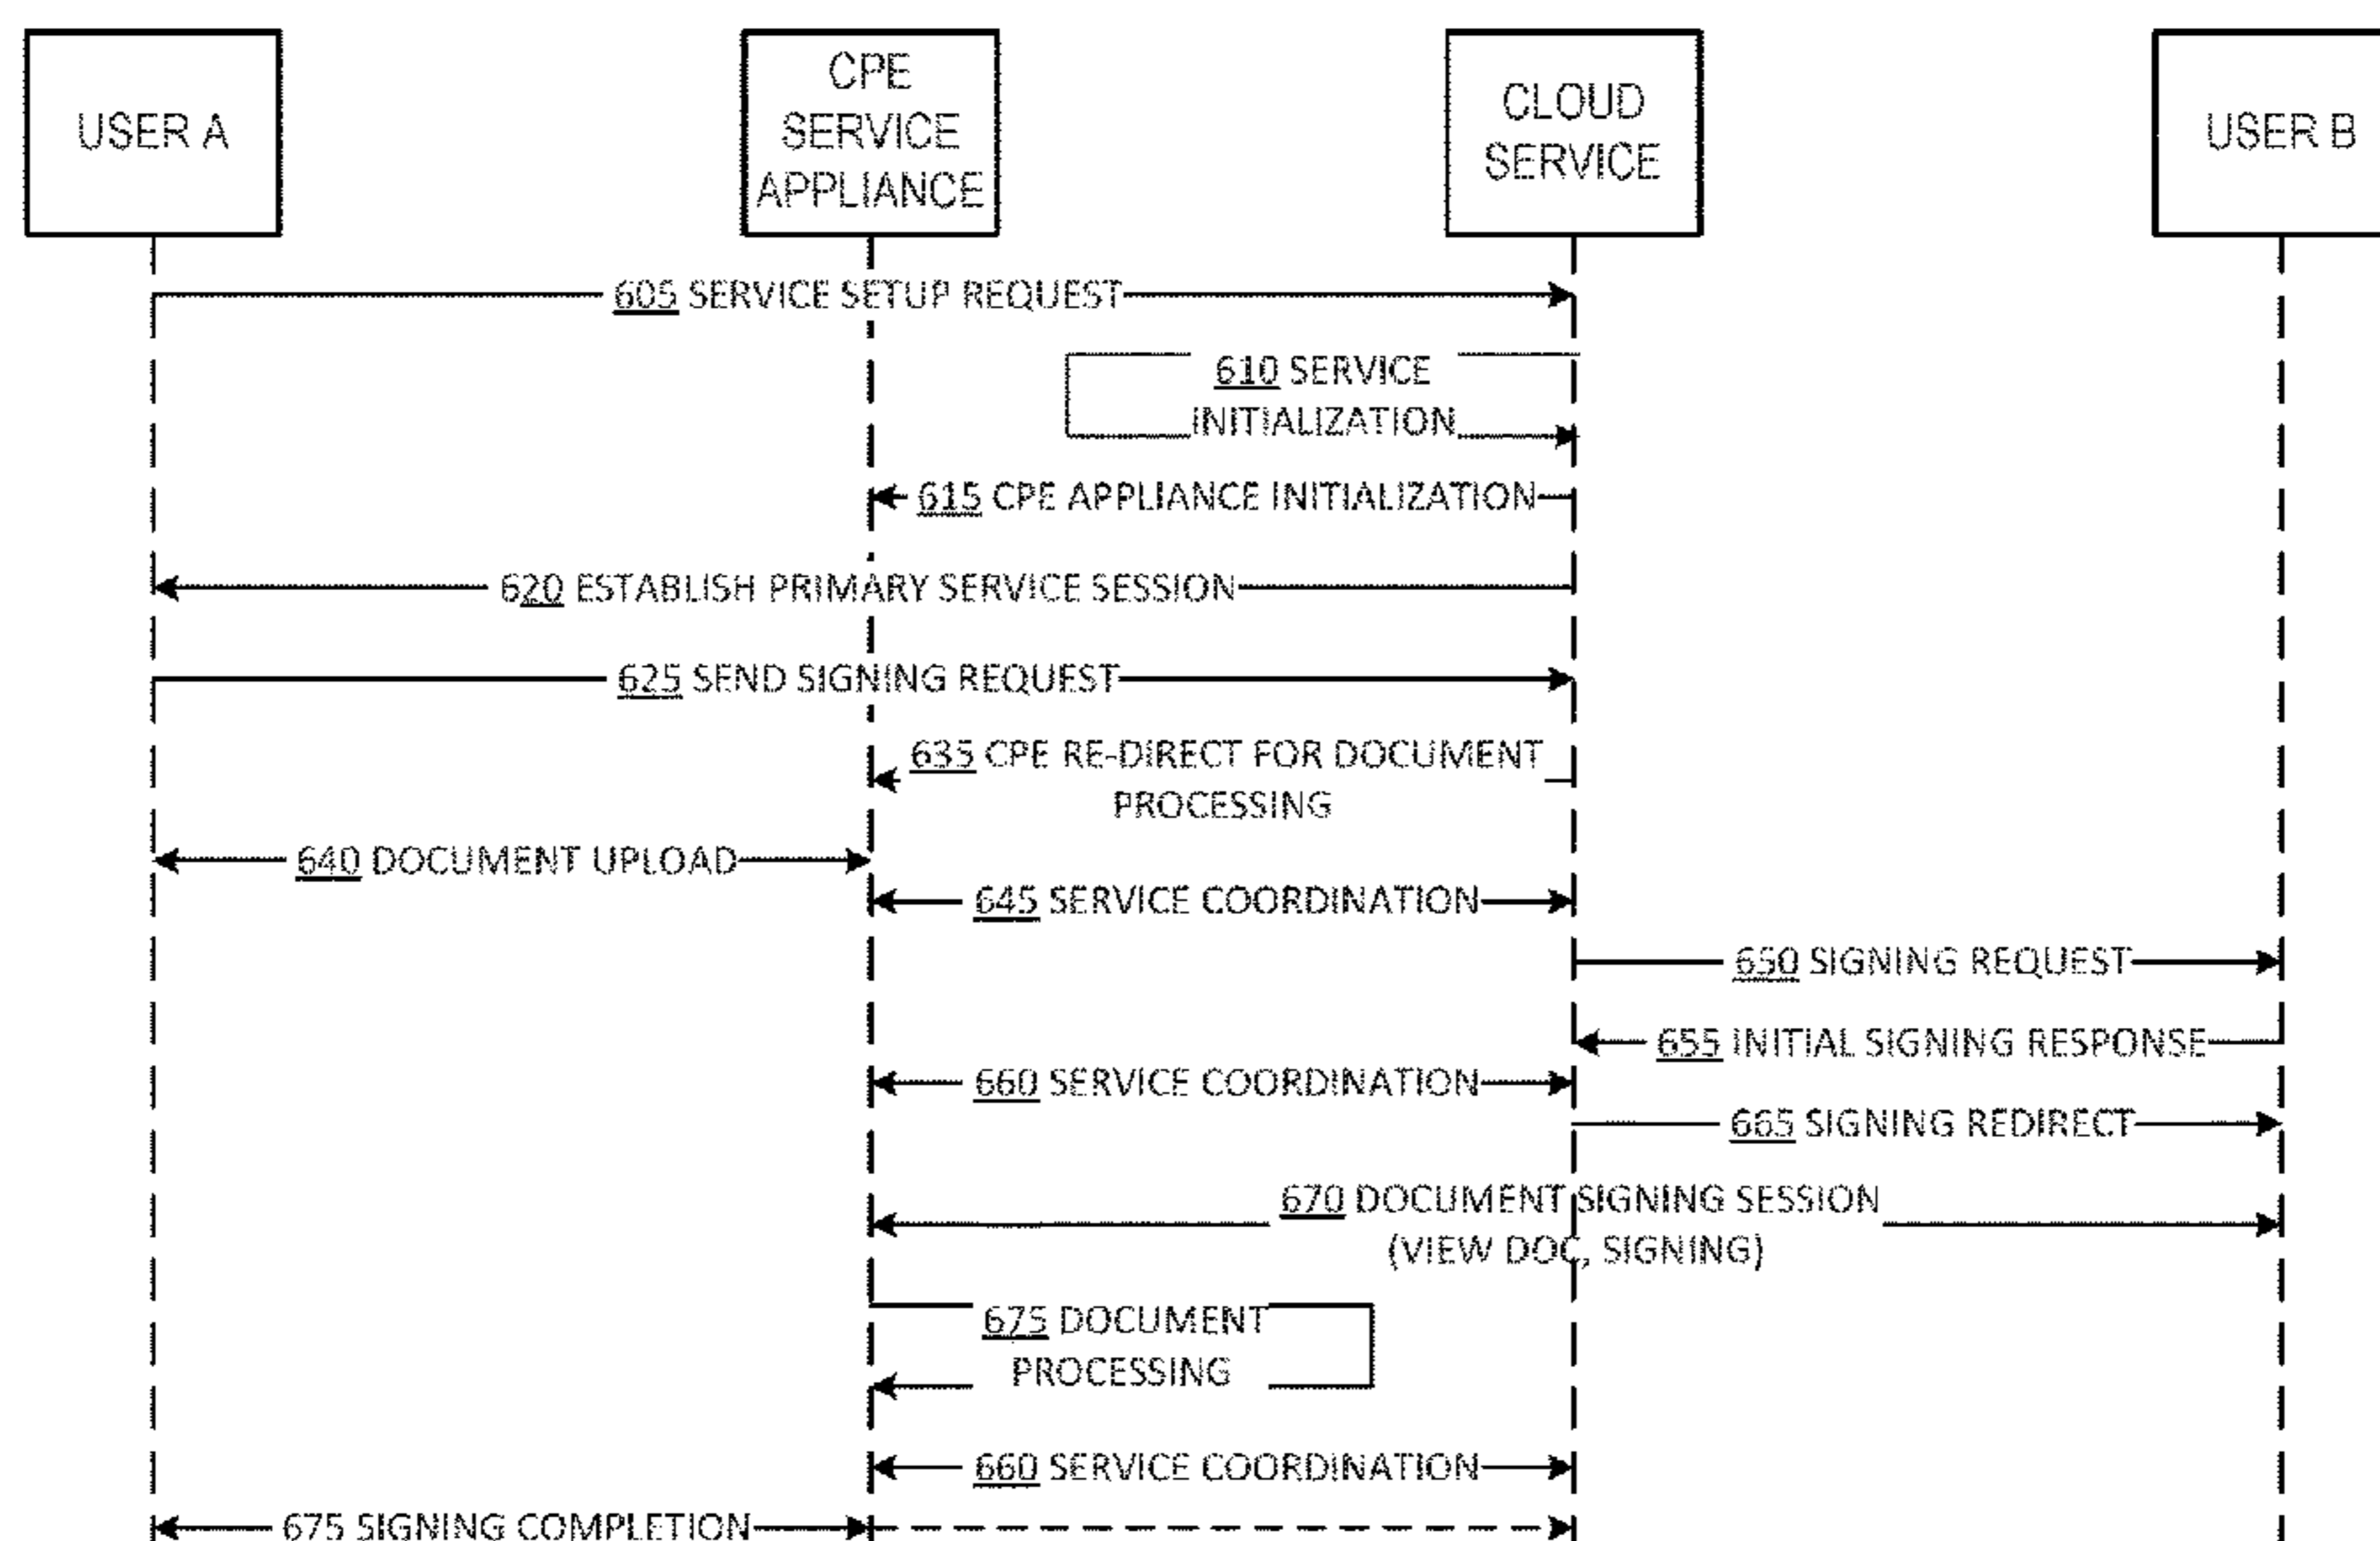 USER A
CPE
SERVICE
APPLIANCE
CLOUD
SERVICE
USER B
605 SERVICE SETUP REQUEST
610 SERVICE
INITIALIZATION
615 CPE APPLIANCE INITIALIZATION
620 ESTABLISH PRIMARY SERVICE SESSION
625 SEND SIGNING REQUEST
635 CPE RE-DIRECT FOR DOCUMENT
PROCESSING
640 DOCUMENT UPLOAD
645 SERVICE COORDINATION
650 SIGNING REQUEST
655 INITIAL SIGNING RESPONSE
660 SERVICE COORDINATION
665 SIGNING REDIRECT
670 DOCUMENT SIGNING SESSION
(VIEW DOC, SIGNING)
675 DOCUMENT
PROCESSING
660 SERVICE COORDINATION
675 SIGNING COMPLETION